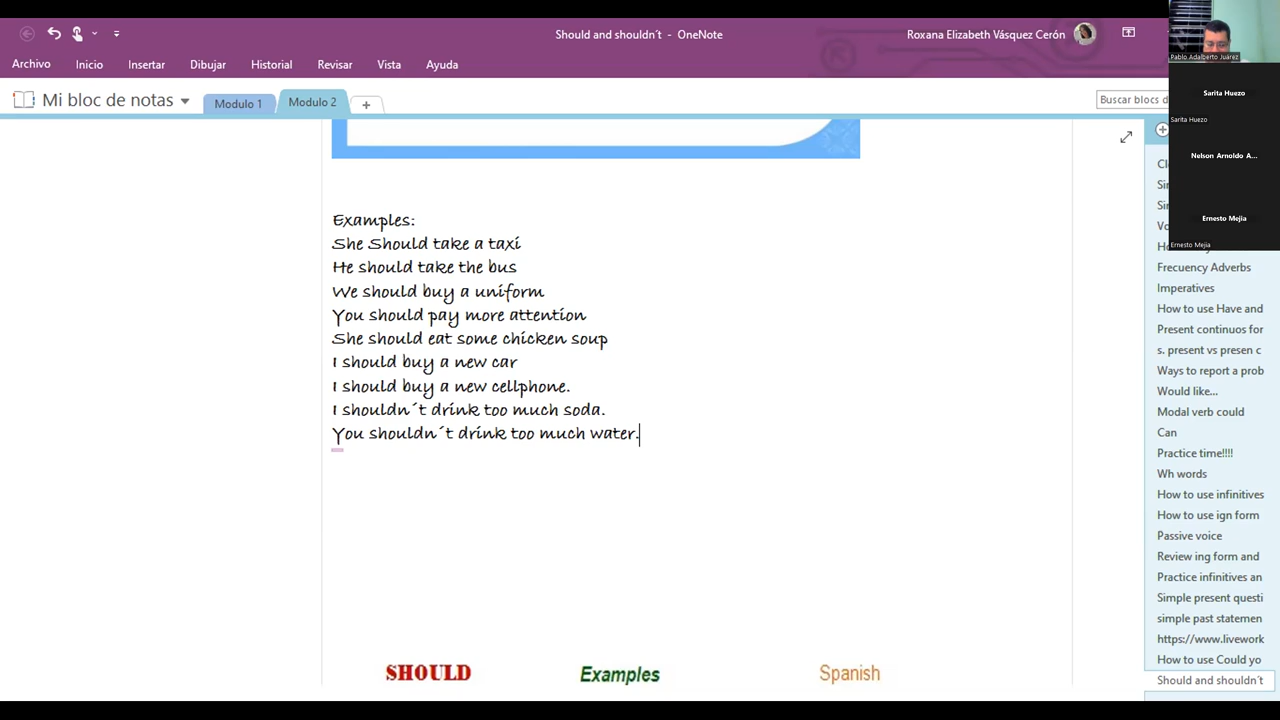 Should and shouldn´t - OneNote
Roxana Elizabeth Vásquez Cerón
Pablo Adalberto Juárez
Archivo Inicio Insertar Dibujar Historial Revisar Vista Ayuda
Mi bloc de notas
Modulo 1
Modulo 2
Buscar blocs d
Sarita Huezo
Sarita Huezo
Nelson Arnoldo A...
Ernesto Mejia
Ernesto Mejia
Examples:
She Should take a taxi
He should take the bus
We should buy a uniform
You should pay more attention
She should eat some chicken soup
I should buy a new car
I should buy a new cellphone.
I shouldn´t drink too much soda.
You shouldn´t drink too much water.
SHOULD Examples Spanish
Frecuency Adverbs
Imperatives
How to use Have and
Present continuos for
s. present vs presen c
Ways to report a prob
Would like...
Modal verb could
Can
Practice time!!!!
Wh words
How to use infinitives
How to use ign form
Passive voice
Review ing form and
Practice infinitives an
Simple present questi
simple past statemen
https://www.livework
How to use Could yo
Should and shouldn´t